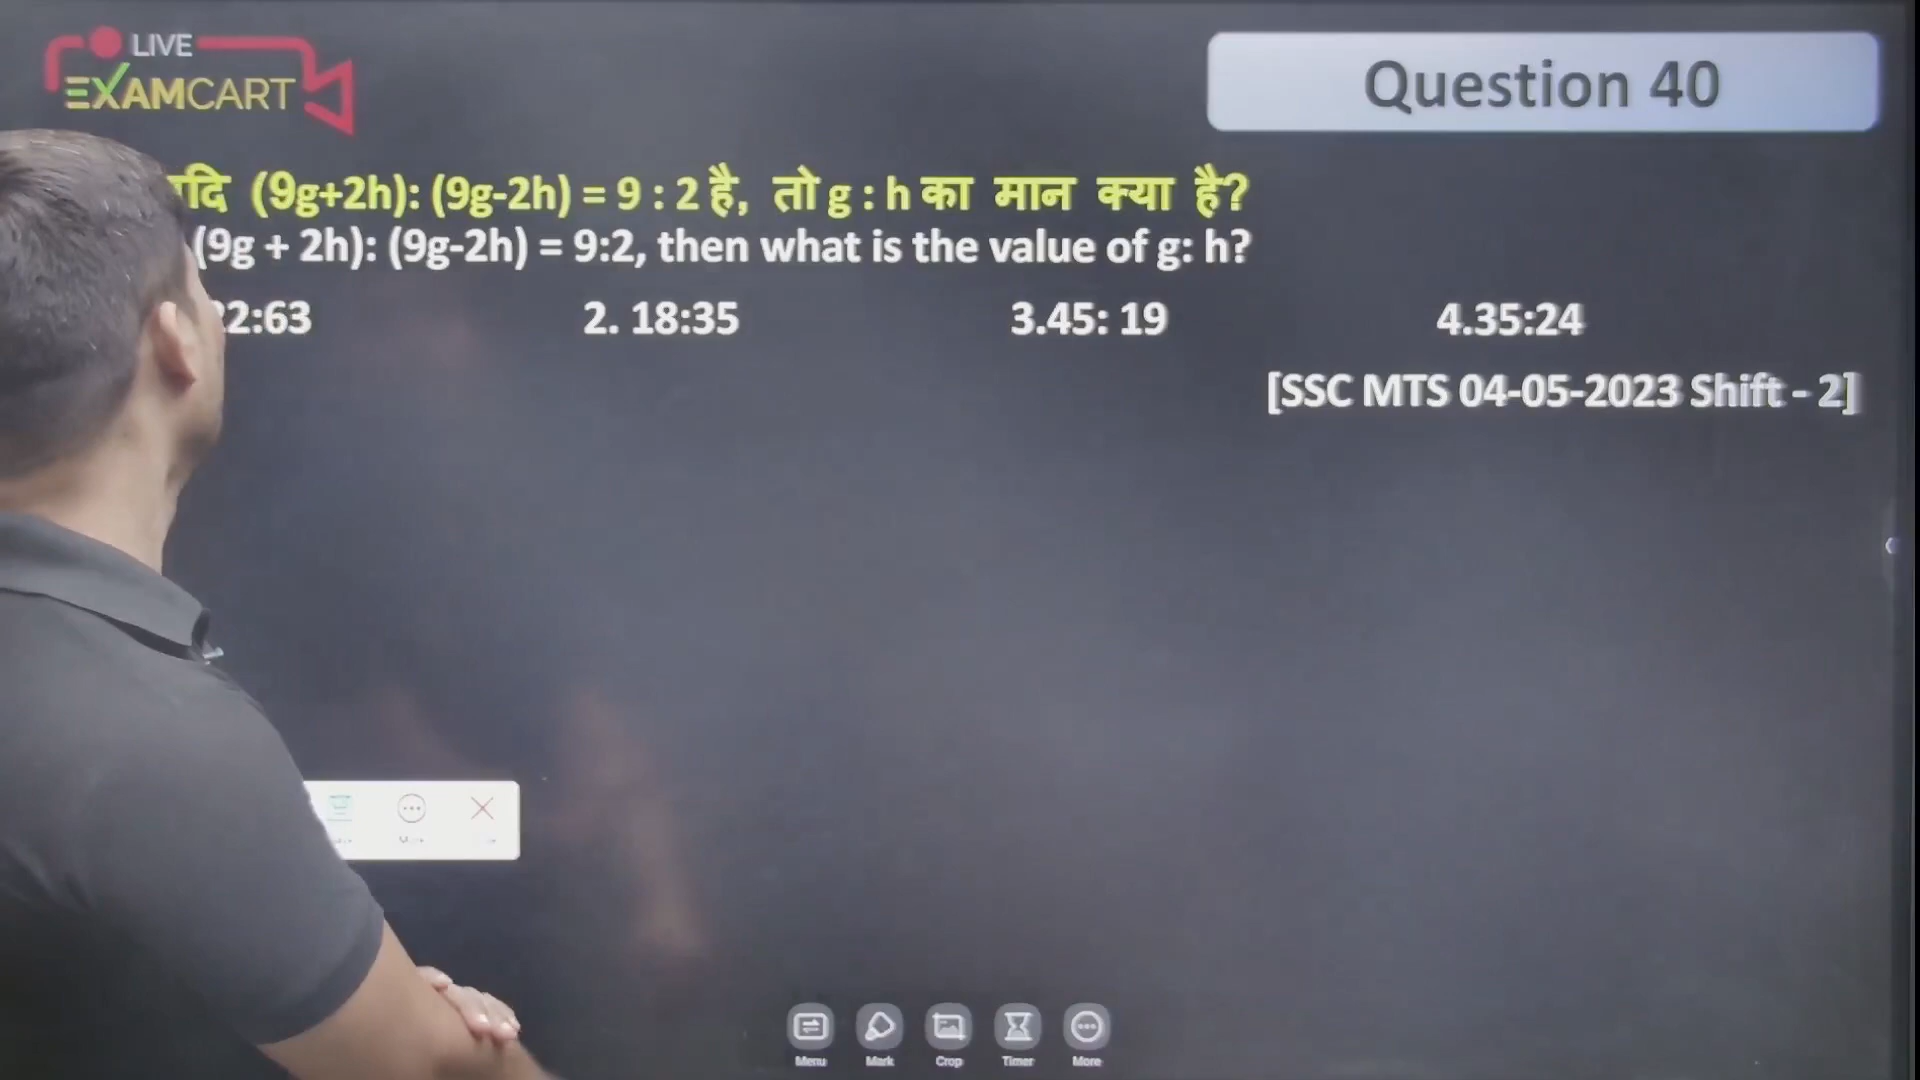 LIVE
EXAMCART
Question 40
यदि (9g+2h): (9g-2h) = 9 : 2 है, तो g : h का मान क्या है?
(9g + 2h): (9g-2h) = 9:2, then what is the value of g: h?
22:63 2. 18:35 3.45: 19 4.35:24
[SSC MTS 04-05-2023 Shift - 2]
Menu Mark Crop Timer More